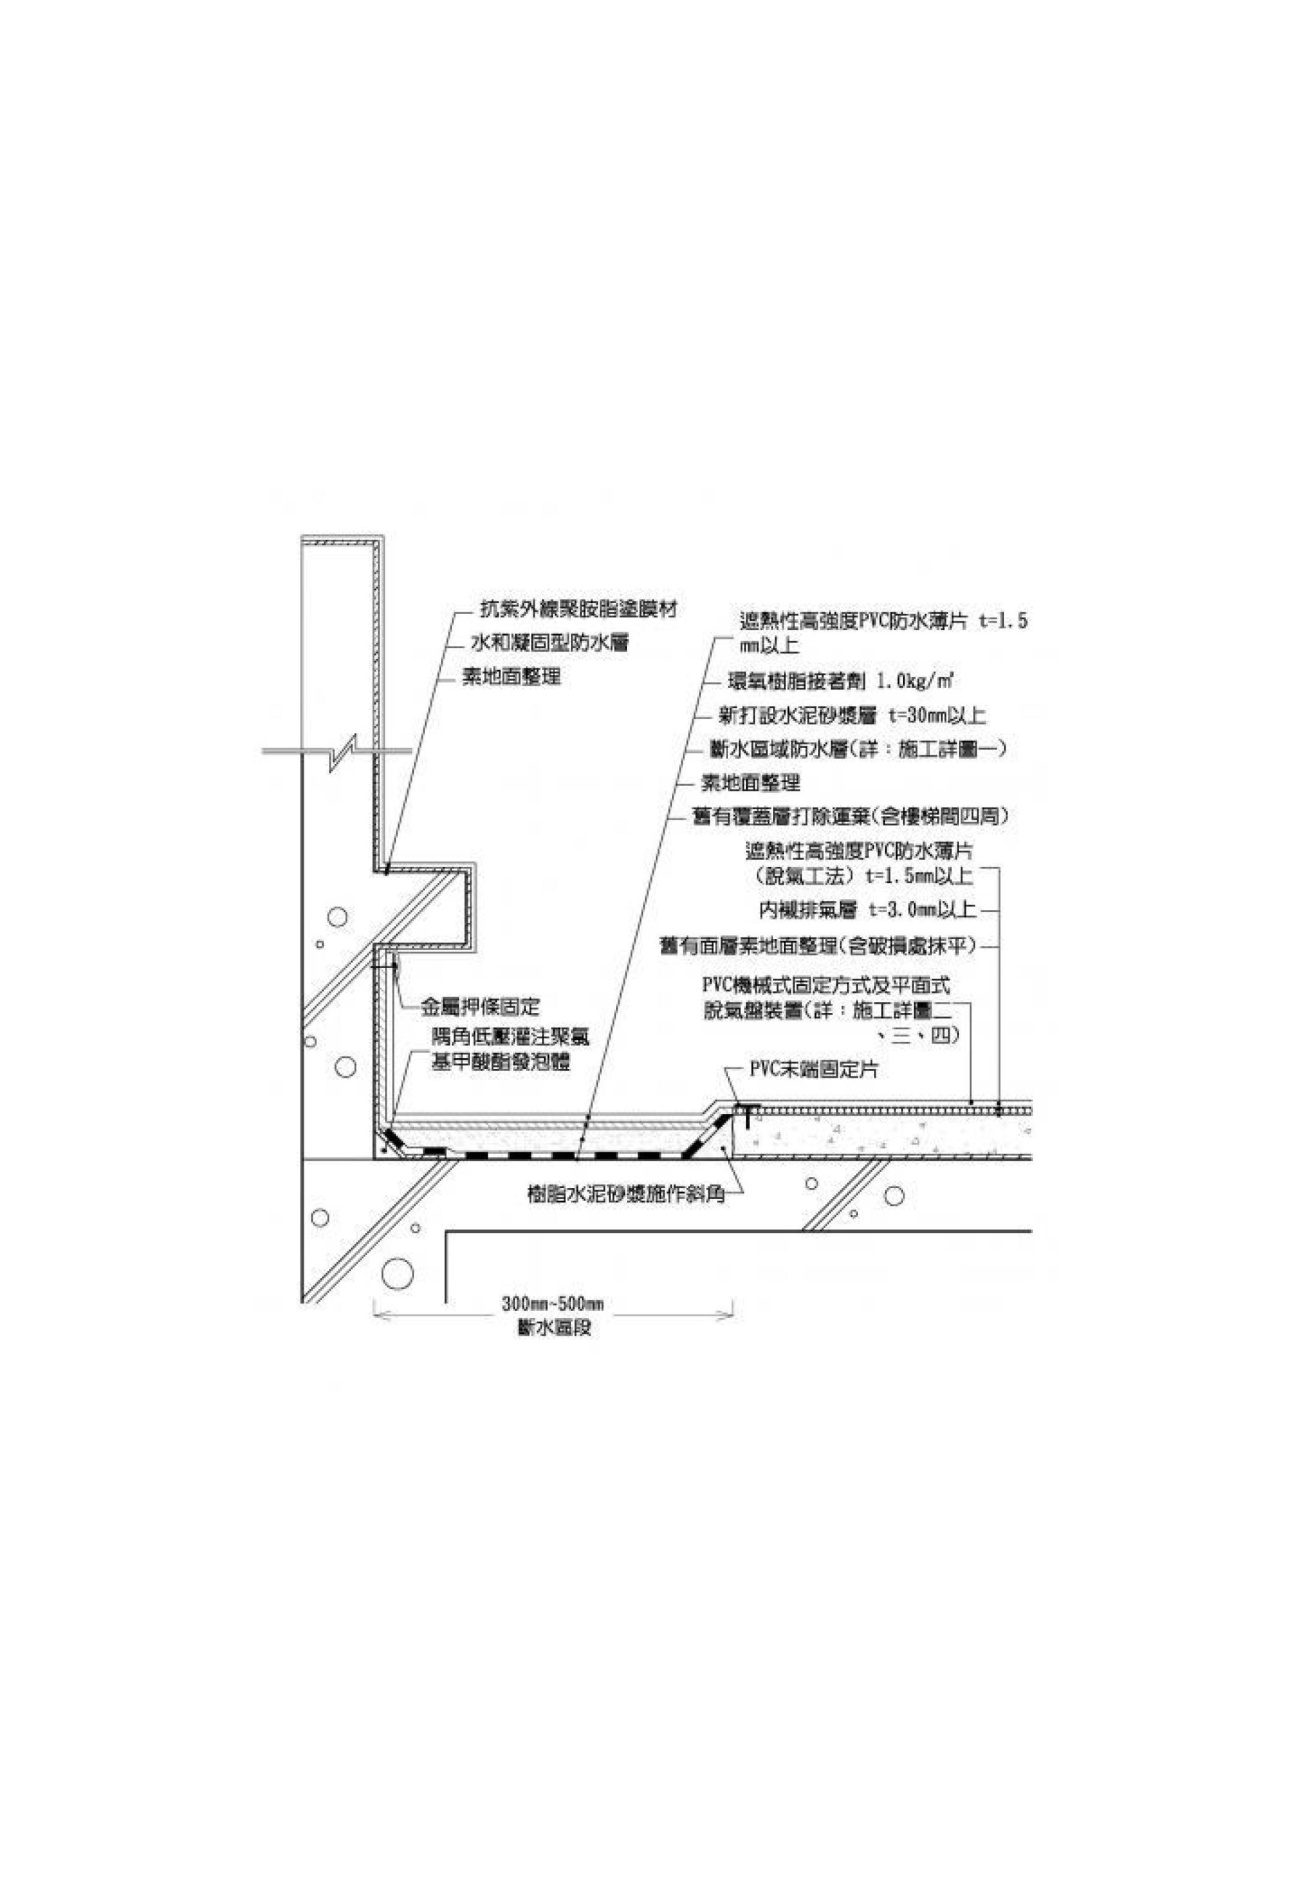 抗紫外線聚胺脂塗膜材
水和凝固型防水層
素地面整理
遮熱性高強度PVC防水薄片 t=1.5
mm以上
環氧樹脂接著劑 1.0kg/㎡
新打設水泥砂漿層 t=30mm以上
斷水區域防水層(詳：施工詳圖一)
素地面整理
舊有覆蓋層打除運棄(含樓梯間四周)
遮熱性高強度PVC防水薄片
(脫氣工法) t=1.5mm以上
內襯排氣層 t=3.0mm以上
舊有面層素地面整理(含破損處抹平)
PVC機械式固定方式及平面式
脫氣盤裝置(詳：施工詳圖二
、三、四)
金屬押條固定
隅角低壓灌注聚氨
基甲酸酯發泡體
PVC末端固定片
樹脂水泥砂漿施作斜角
300mm~500mm
斷水區段